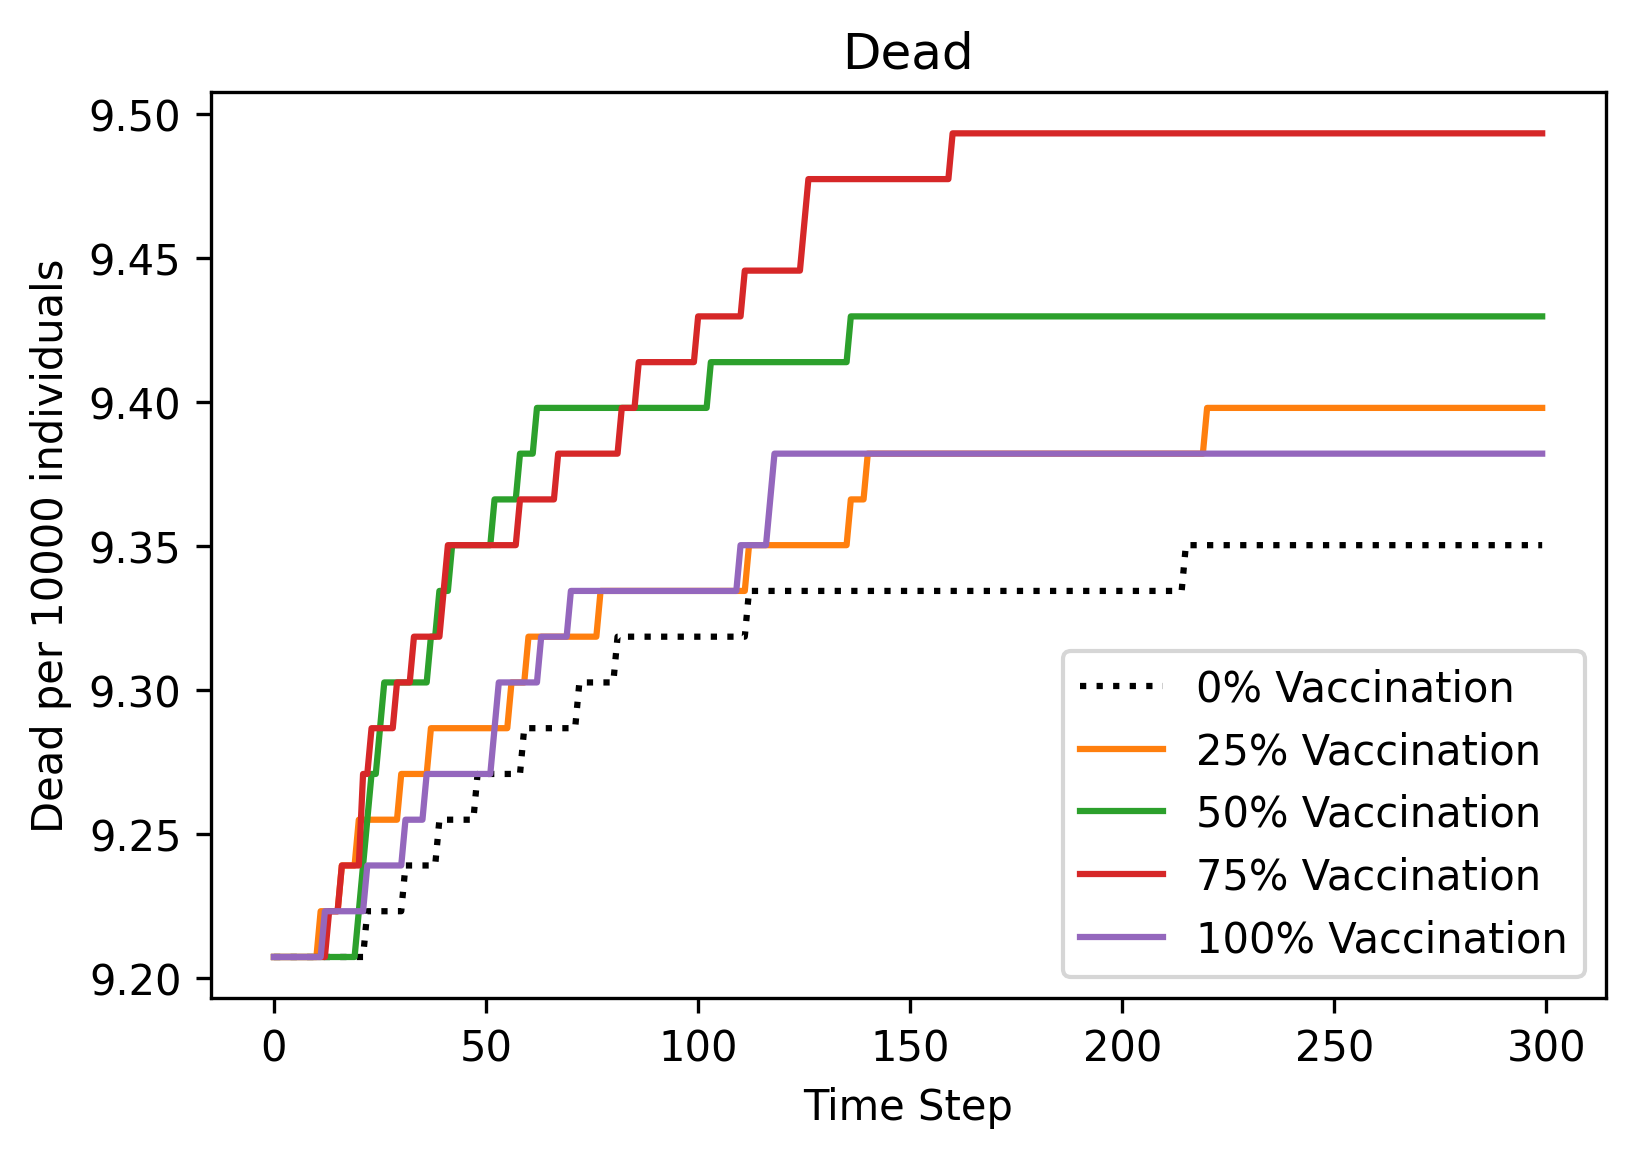 Dead
Dead per 10000 individuals
9.50
9.45
9.40
9.35
9.30
9.25
9.20
0% Vaccination
25% Vaccination
50% Vaccination
75% Vaccination
100% Vaccination
0 50 100 150 200 250 300
Time Step